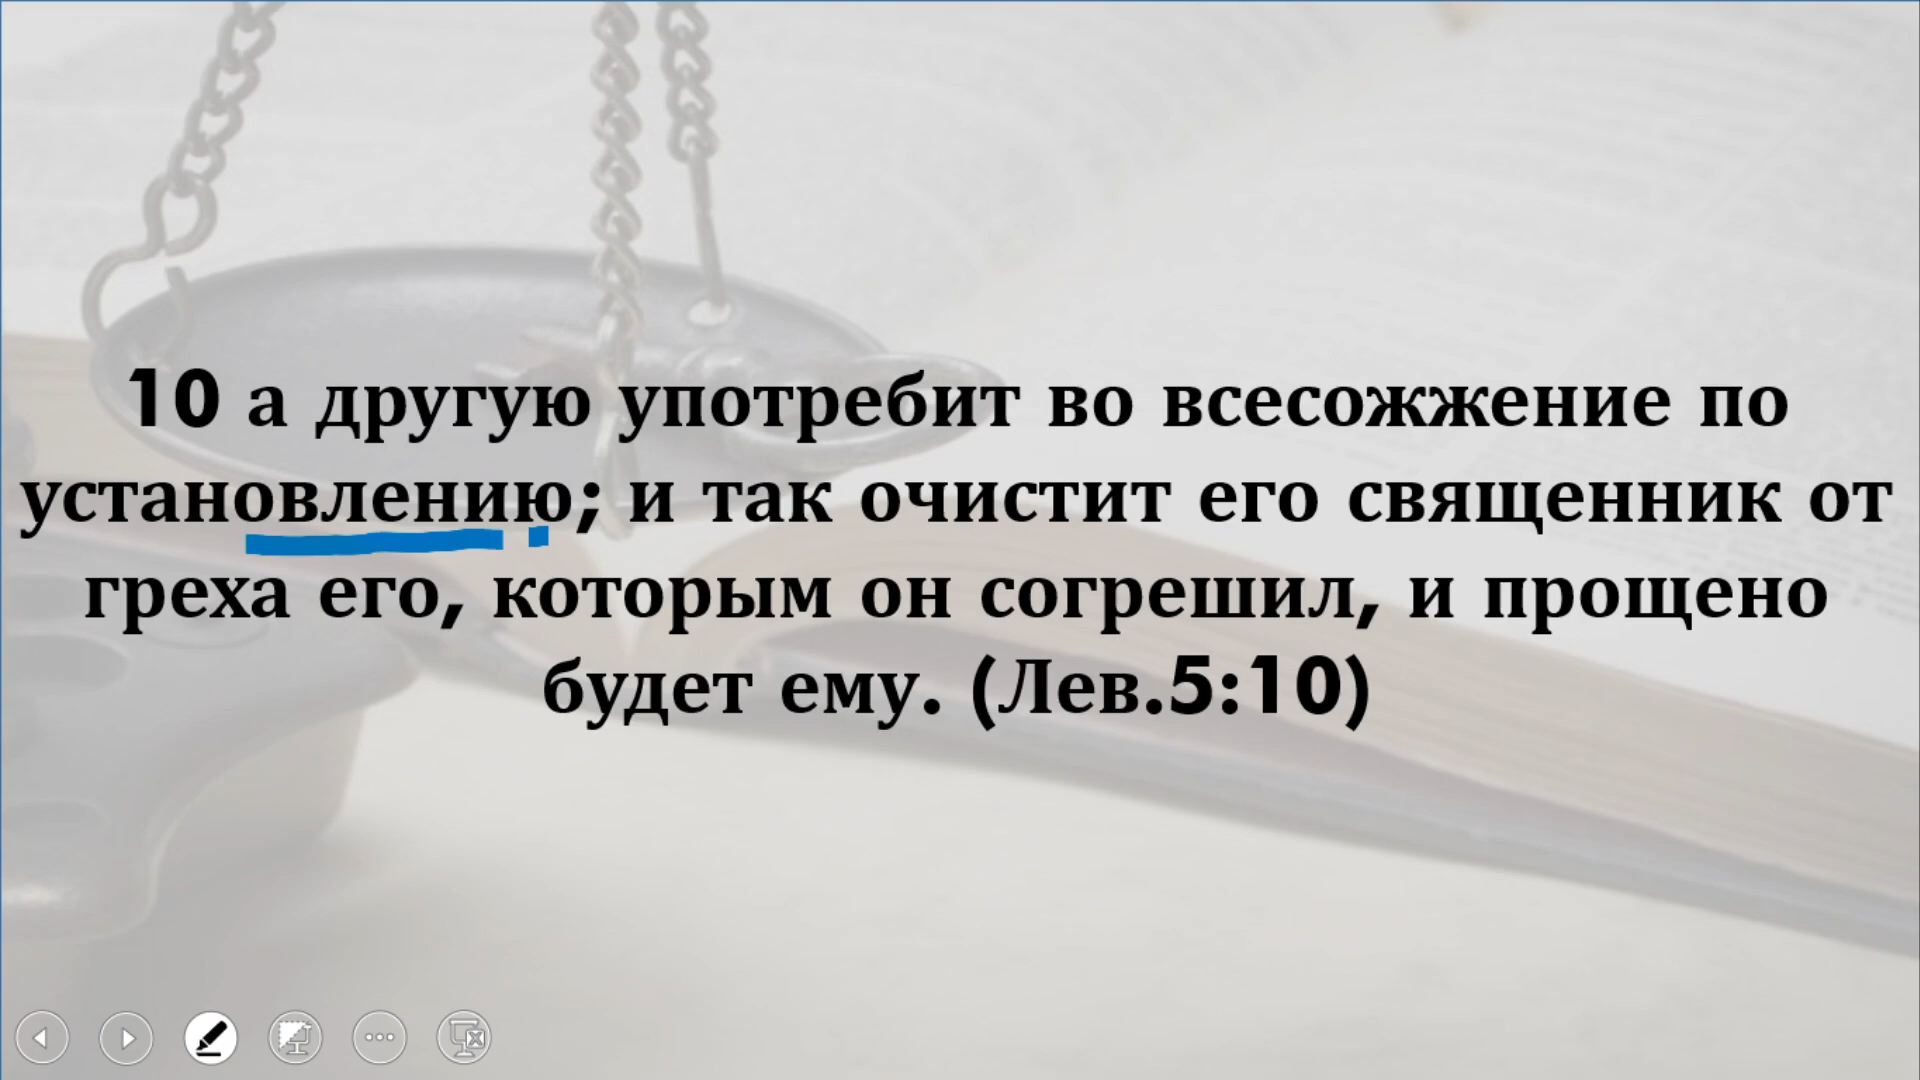 10 а другую употребит во всесожжение по
установлению; и так очистит его священник от
греха его, которым он согрешил, и прощено
будет ему. (Лев.5:10)